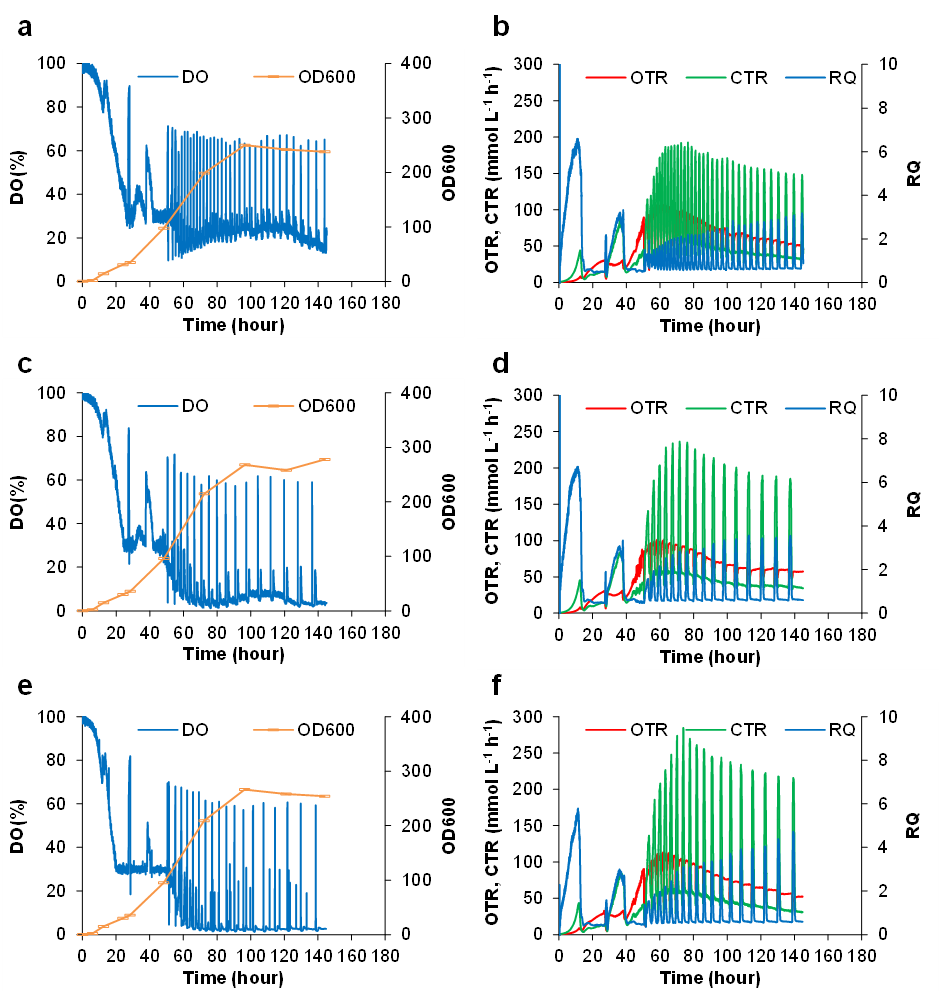 a
DO OD600
100 80 60 40 20 0
DO(%)
400 300 200 100 0
OD600
0 20 40 60 80 100 120 140 160 180
Time (hour)
b
OTR CTR RQ
300 250 200 150 100 50 0
OTR, CTR (mmol L⁻¹ h⁻¹)
10 8 6 4 2 0
RQ
0 20 40 60 80 100 120 140 160 180
Time (hour)
c
DO OD600
100 80 60 40 20 0
DO(%)
400 300 200 100 0
OD600
0 20 40 60 80 100 120 140 160 180
Time (hour)
d
OTR CTR RQ
300 250 200 150 100 50 0
OTR, CTR (mmol L⁻¹ h⁻¹)
10 8 6 4 2 0
RQ
0 20 40 60 80 100 120 140 160 180
Time (hour)
e
DO OD600
100 80 60 40 20 0
DO(%)
400 300 200 100 0
OD600
0 20 40 60 80 100 120 140 160 180
Time (hour)
f
OTR CTR RQ
300 250 200 150 100 50 0
OTR, CTR (mmol L⁻¹ h⁻¹)
10 8 6 4 2 0
RQ
0 20 40 60 80 100 120 140 160 180
Time (hour)